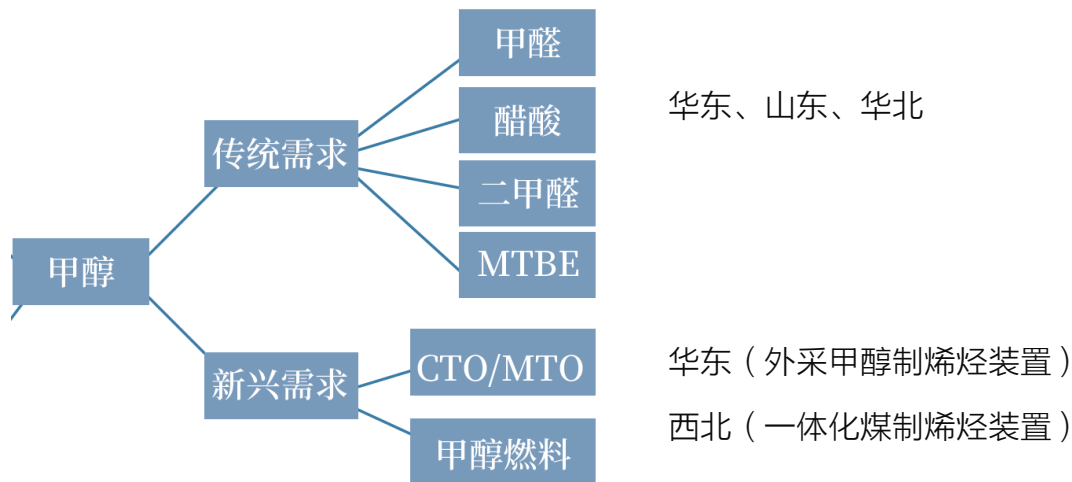 甲醛
华东、山东、华北
醋酸
传统需求
二甲醛
MTBE
甲醇
CTO/MTO
华东（外采甲醇制烯烃装置）
新兴需求
西北（一体化煤制烯烃装置）
甲醇燃料